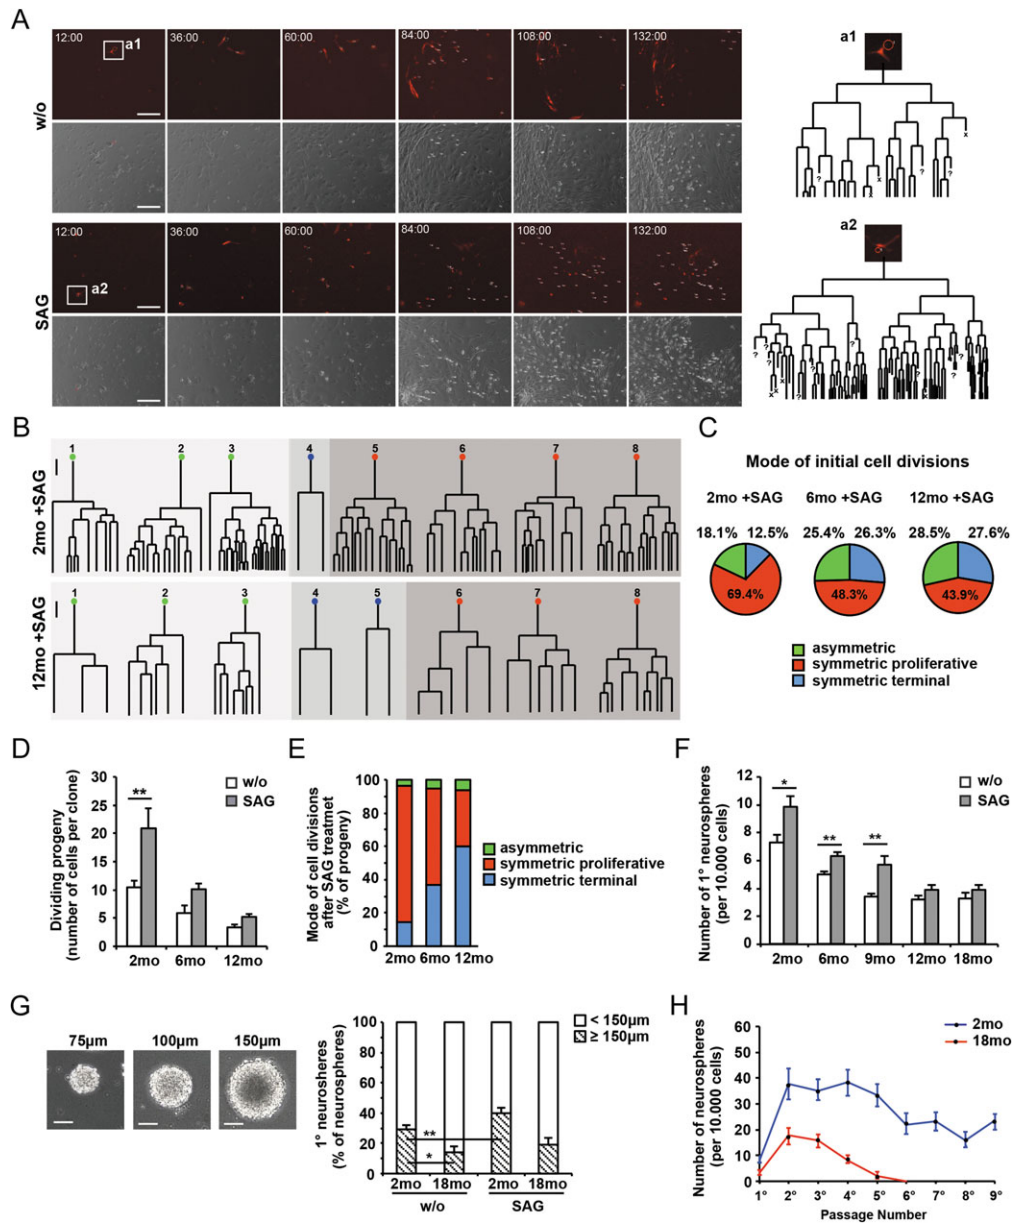 A
w/o
12:00
a1
36:00
60:00
84:00
108:00
132:00
a1
x
?
?
x
?
x
?
x
SAG
12:00
a2
36:00
60:00
84:00
108:00
132:00
a2
B
2mo +SAG
1
2
3
4
5
6
7
8
12mo +SAG
1
2
3
4
5
6
7
8
C
Mode of initial cell divisions
2mo +SAG
6mo +SAG
12mo +SAG
18.1%
12.5%
25.4%
26.3%
28.5%
27.6%
69.4%
48.3%
43.9%
asymmetric
symmetric proliferative
symmetric terminal
D
Dividing progeny
(number of cells per clone)
30
25
20
15
10
5
0
**
w/o
SAG
2mo
6mo
12mo
E
Mode of cell divisions
after SAG treatmet
(% of progeny)
100
80
60
40
20
0
2mo
6mo
12mo
asymmetric
symmetric proliferative
symmetric terminal
F
Number of 1° neurospheres
(per 10.000 cells)
12
10
8
6
4
2
0
*
**
**
w/o
SAG
2mo
6mo
9mo
12mo
18mo
G
75µm
100µm
150µm
1° neurosheres
(% of neurospheres)
100
80
60
40
20
0
**
*
< 150µm
≥ 150µm
2mo
18mo
2mo
18mo
w/o
SAG
H
Number of neurospheres
(per 10.000 cells)
60
50
40
30
20
10
0
2mo
18mo
1°
2°
3°
4°
5°
6°
7°
8°
9°
Passage Number